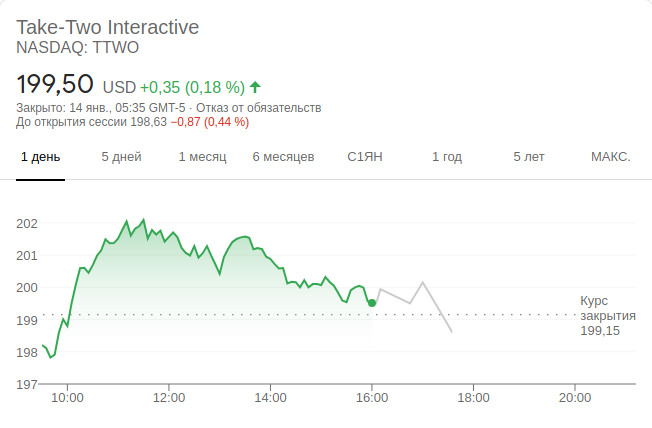 Take-Two Interactive
NASDAQ: TTWO
199,50 USD +0,35 (0,18 %)
Закрыто: 14 янв., 05:35 GMT-5 · Отказ от обязательств
До открытия сессии 198,63 −0,87 (0,44 %)
1 день 5 дней 1 месяц 6 месяцев С1ЯН 1 год 5 лет МАКС.
202
201
200
199
198
197
Курс
закрытия
199,15
10:00 12:00 14:00 16:00 18:00 20:00